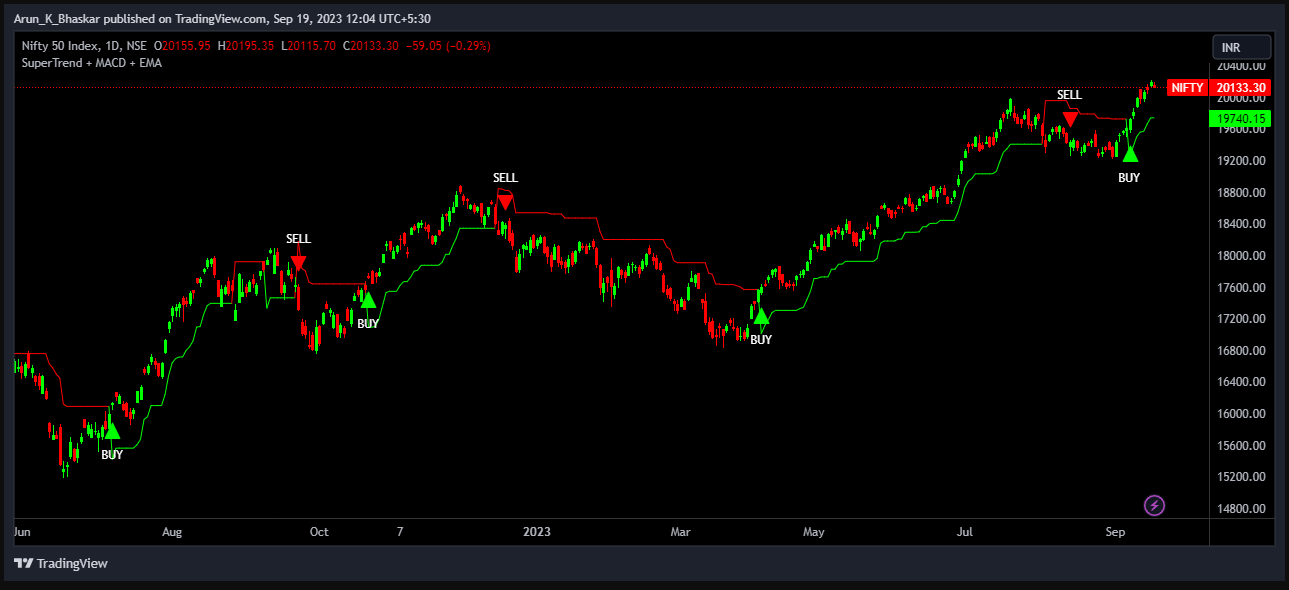 Arun_K_Bhaskar published on TradingView.com, Sep 19, 2023 12:04 UTC+5:30
Nifty 50 Index, 1D, NSE O20155.95 H20195.35 L20115.70 C20133.30 −59.05 (−0.29%)
SuperTrend + MACD + EMA
INR
20400.00
NIFTY 20133.30
SELL
20000.00
19740.15
19600.00
19200.00
SELL
BUY
18800.00
18400.00
SELL
18000.00
17600.00
BUY
17200.00
BUY
16800.00
16400.00
16000.00
BUY
15600.00
15200.00
14800.00
Jun Aug Oct 7 2023 Mar May Jul Sep
TradingView